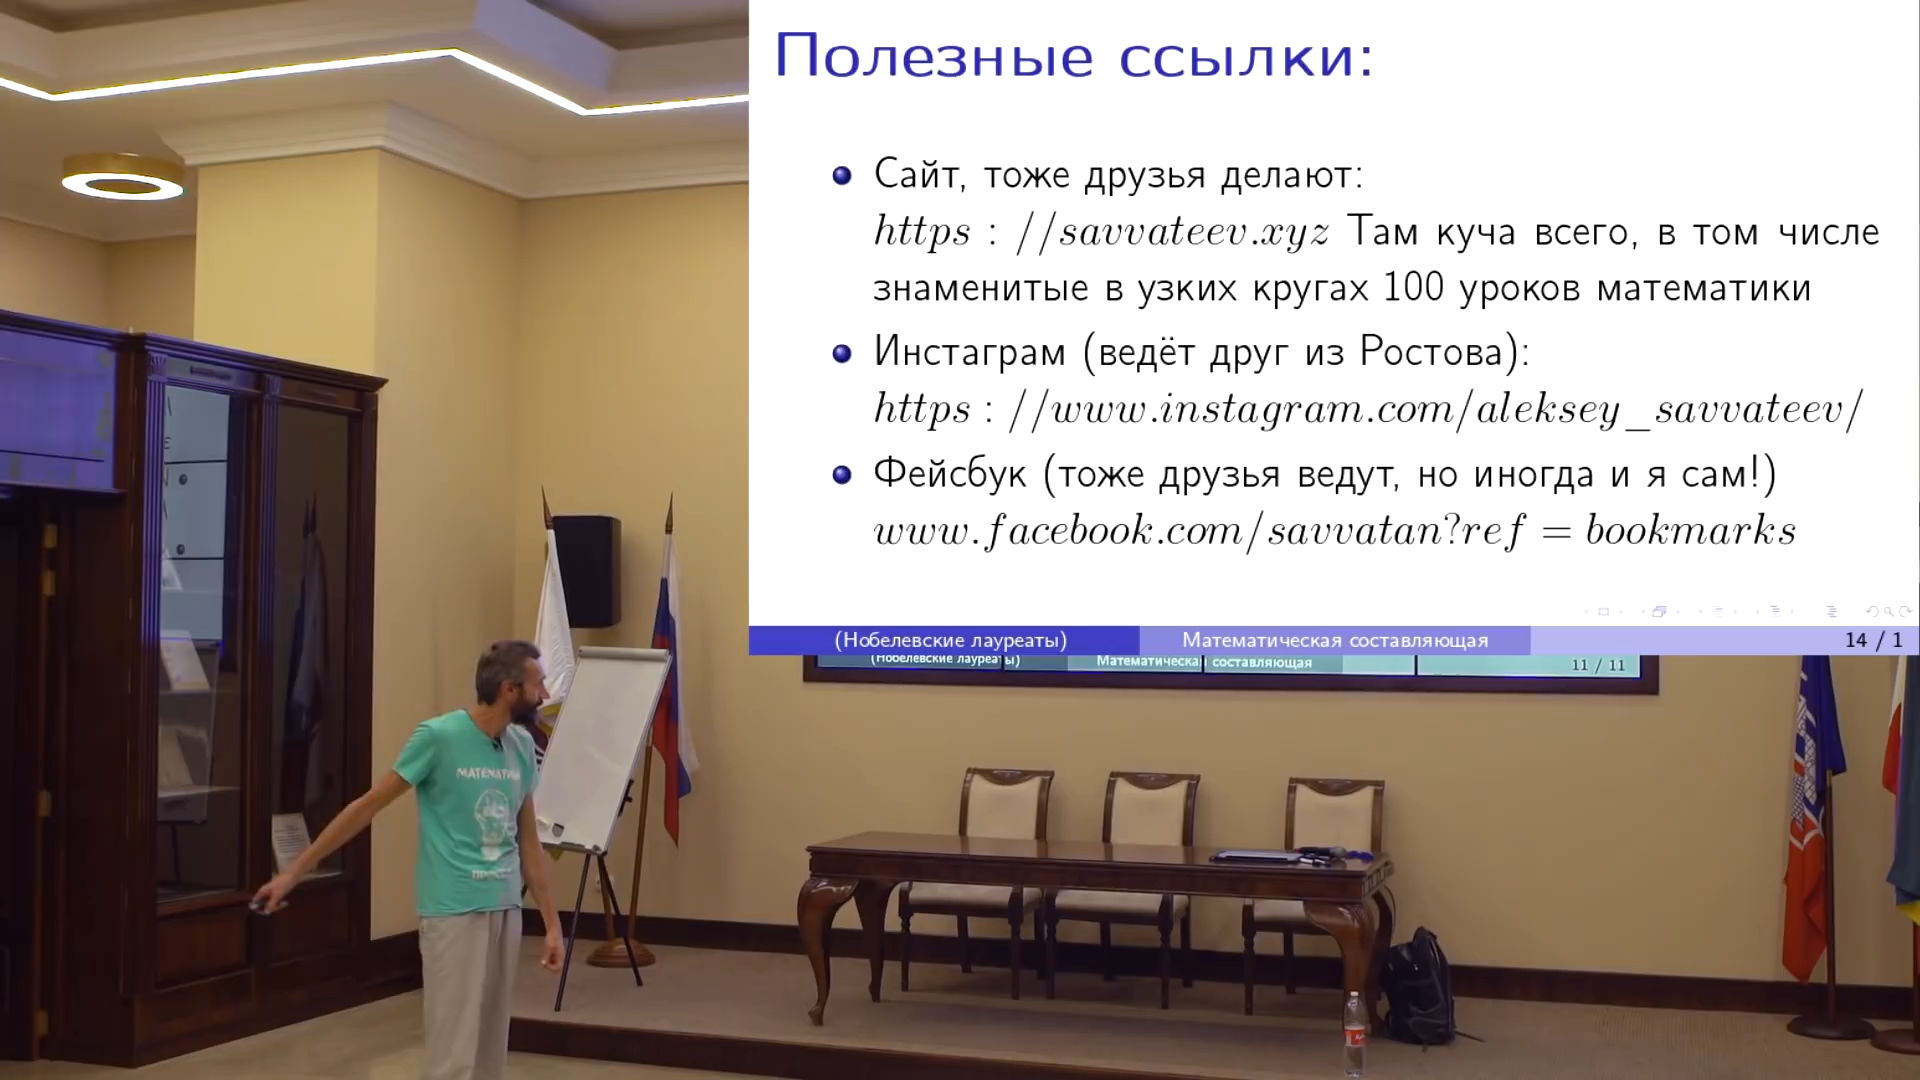 Полезные ссылки:
Сайт, тоже друзья делают:
https : //savvateev.xyz Там куча всего, в том числе
знаменитые в узких кругах 100 уроков математики
Инстаграм (ведёт друг из Ростова):
https : //www.instagram.com/aleksey_savvateev/
Фейсбук (тоже друзья ведут, но иногда и я сам!)
www.facebook.com/savvatan?ref = bookmarks
(Нобелевские лауреаты) Математическая составляющая 14 / 1
(Нобелевские лауреаты) Математическая составляющая 11 / 11